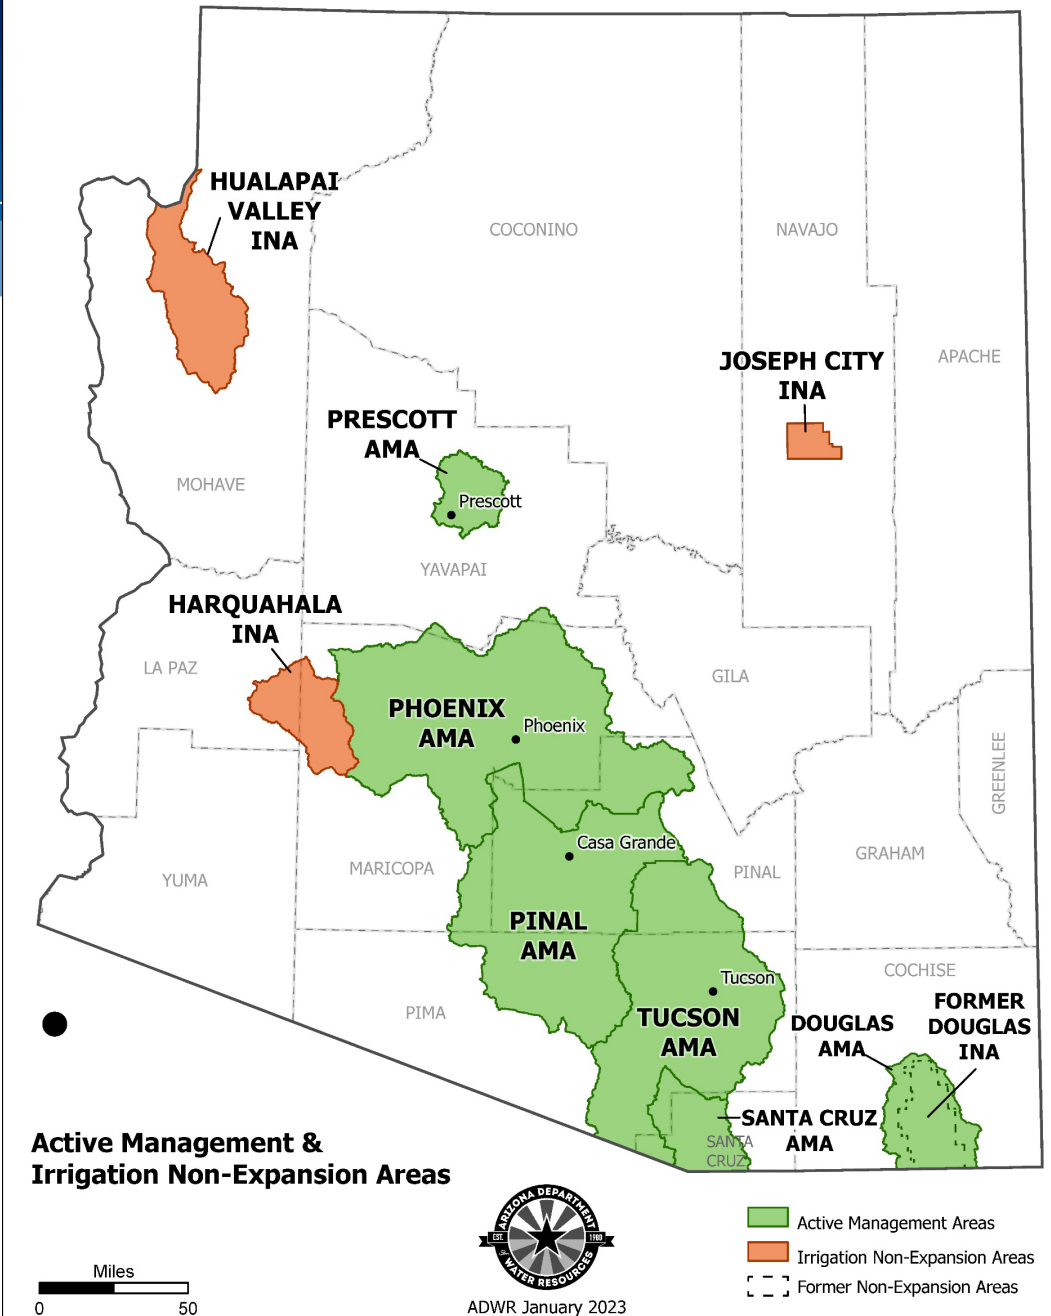 HUALAPAI
VALLEY
INA
COCONINO
NAVAJO
JOSEPH CITY
INA
APACHE
PRESCOTT
AMA
MOHAVE
Prescott
YAVAPAI
HARQUAHALA
INA
LA PAZ
GILA
PHOENIX
AMA
Phoenix
GREENLEE
Casa Grande
MARICOPA
PINAL
GRAHAM
YUMA
PINAL
AMA
COCHISE
Tucson
PIMA
TUCSON
AMA
DOUGLAS
AMA
FORMER
DOUGLAS
INA
SANTA CRUZ
AMA
SANTA
CRUZ
Active Management &
Irrigation Non-Expansion Areas
ARIZONA DEPARTMENT
EST. 1980
of
WATER RESOURCES
Active Management Areas
Irrigation Non-Expansion Areas
Former Non-Expansion Areas
Miles
0 50
ADWR January 2023